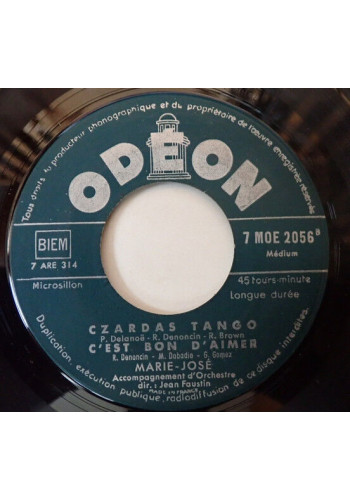 Tous droits du producteur phonographique et du propriétaire de l'œuvre enregistrée réservés.
ODEON
BIEM
7 ARE 314
Microsillon
7 MOE 2056 B
Médium
45 tours-minute
Longue durée
CZARDAS TANGO
P. Delanoë - R. Denoncin - R. Brown
C'EST BON D'AIMER
R. Denoncin - M. Dabadie - G. Gomez
MARIE-JOSÉ
Accompagnement d'Orchestre
dir.: Jean Faustin
MADE IN FRANCE
Duplication, exécution publique, radiodiffusion de ce disque interdites.